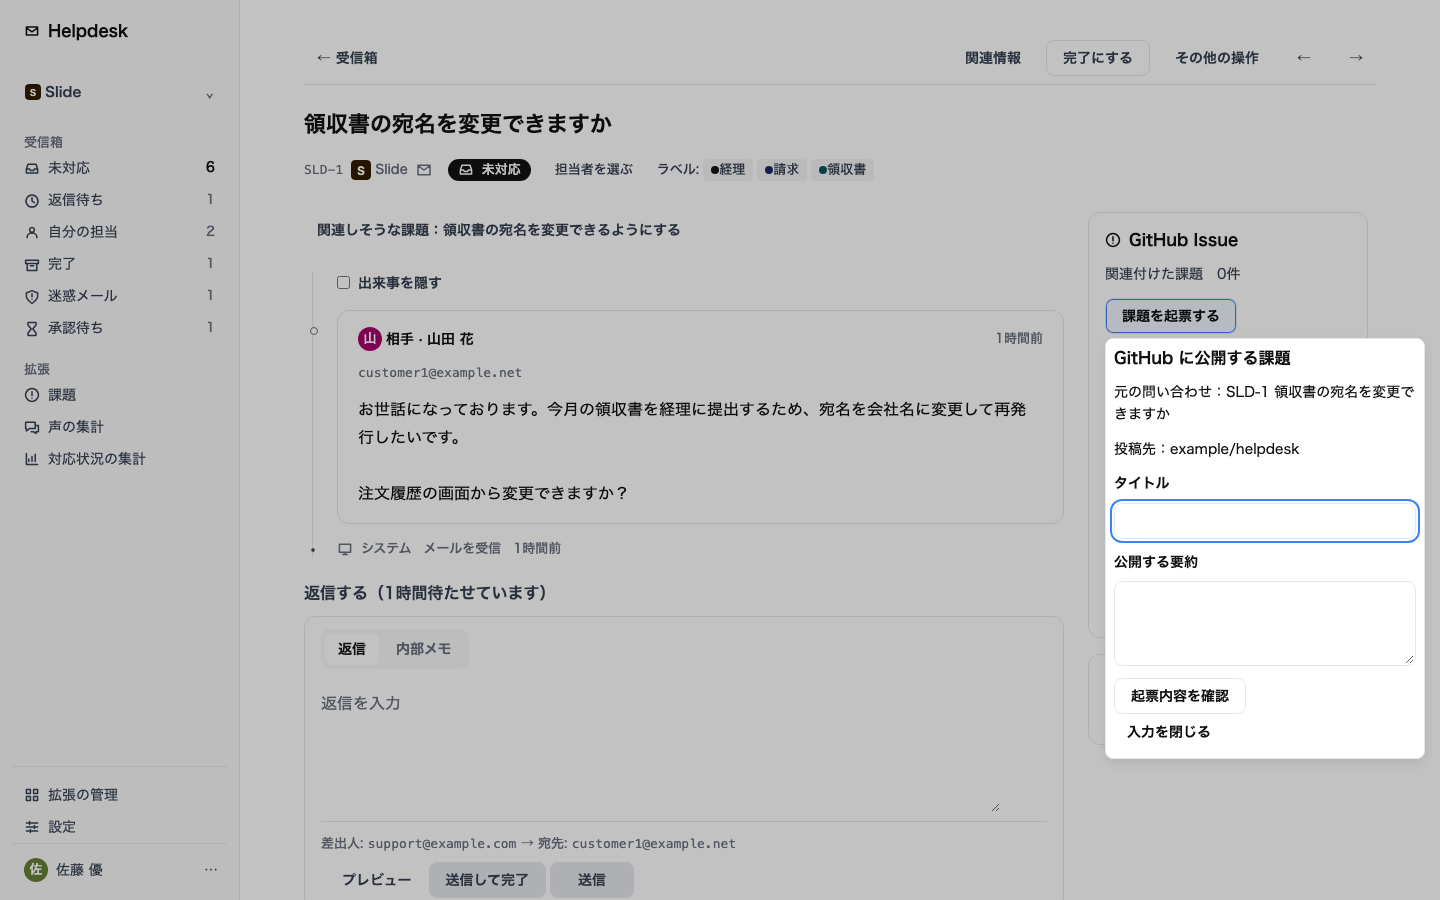 Helpdesk
S Slide
受信箱
未対応 6
返信待ち 1
自分の担当 2
完了 1
迷惑メール 1
承認待ち 1
拡張
課題
声の集計
対応状況の集計
拡張の管理
設定
佐 佐藤 優 …
← 受信箱
関連情報 完了にする その他の操作 ← →
領収書の宛名を変更できますか
SLD-1 S Slide 未対応 担当者を選ぶ ラベル: 経理 請求 領収書
関連しそうな課題：領収書の宛名を変更できるようにする
出来事を隠す
山 相手 · 山田 花 1時間前
customer1@example.net
お世話になっております。今月の領収書を経理に提出するため、宛名を会社名に変更して再発
行したいです。
注文履歴の画面から変更できますか？
システム メールを受信 1時間前
返信する（1時間待たせています）
返信 内部メモ
返信を入力
差出人: support@example.com → 宛先: customer1@example.net
プレビュー 送信して完了 送信
GitHub Issue
関連付けた課題 0件
課題を起票する
GitHub に公開する課題
元の問い合わせ：SLD-1 領収書の宛名を変更で
きますか
投稿先：example/helpdesk
タイトル
公開する要約
起票内容を確認
入力を閉じる